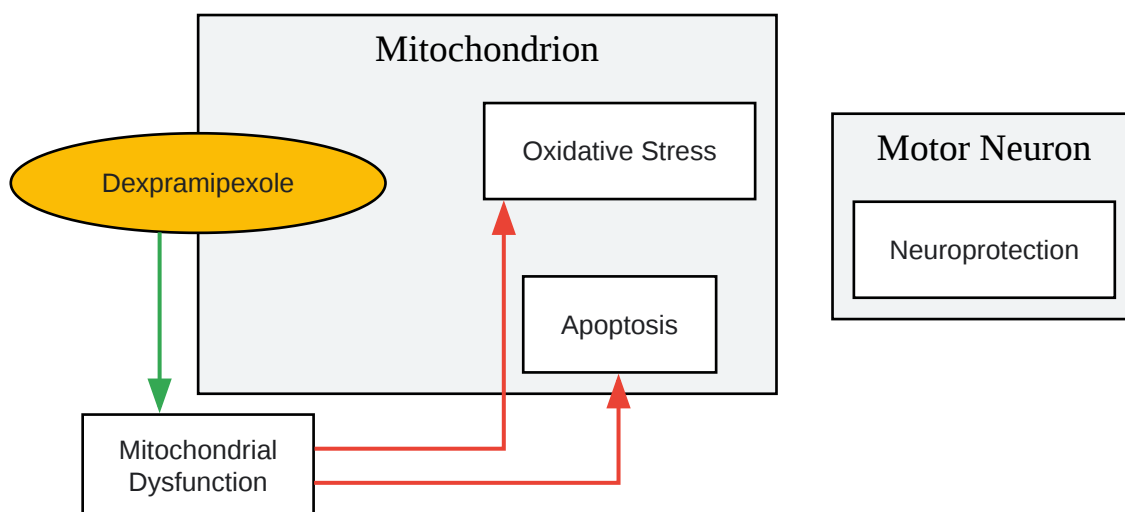 Mitochondrion
Oxidative Stress
Motor Neuron
Dexpramipexole
Neuroprotection
Apoptosis
Mitochondrial
Dysfunction